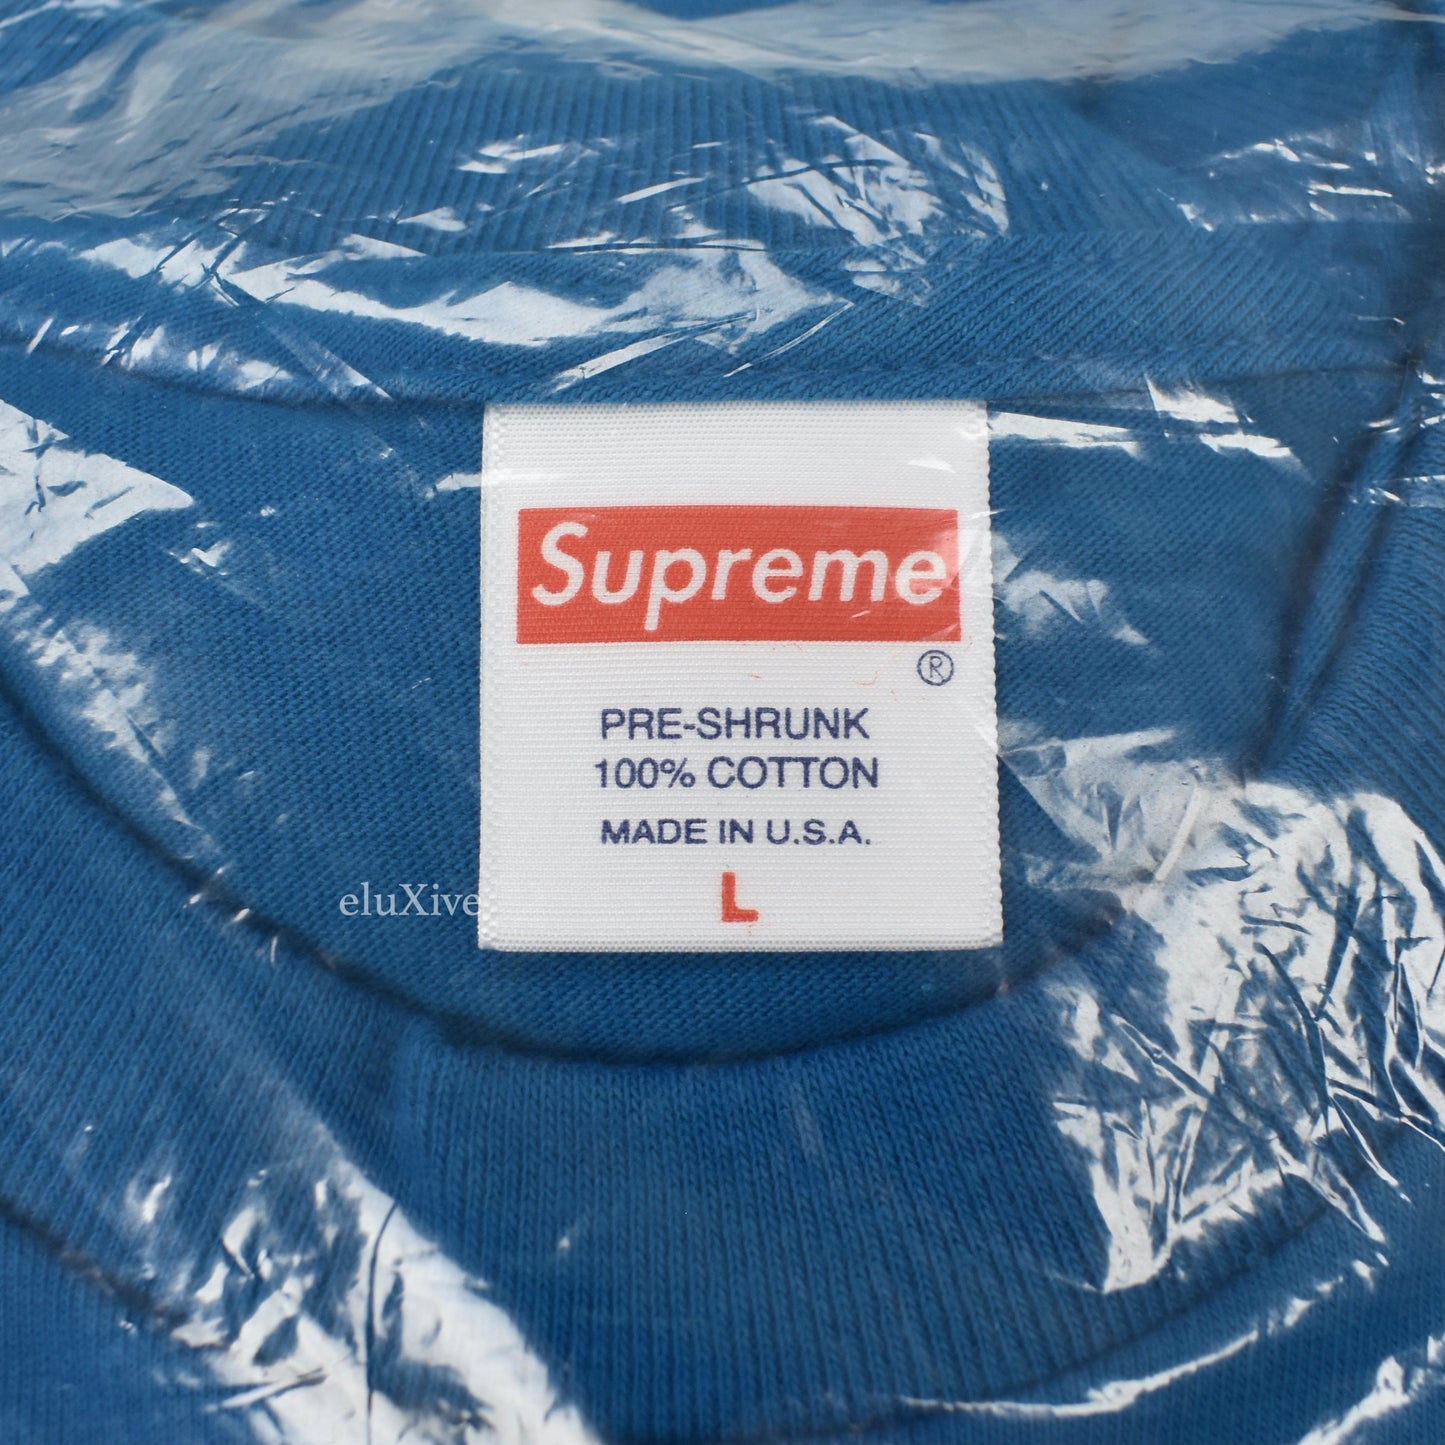 Supreme
®
PRE-SHRUNK
100% COTTON
MADE IN U.S.A.
eluXive
L